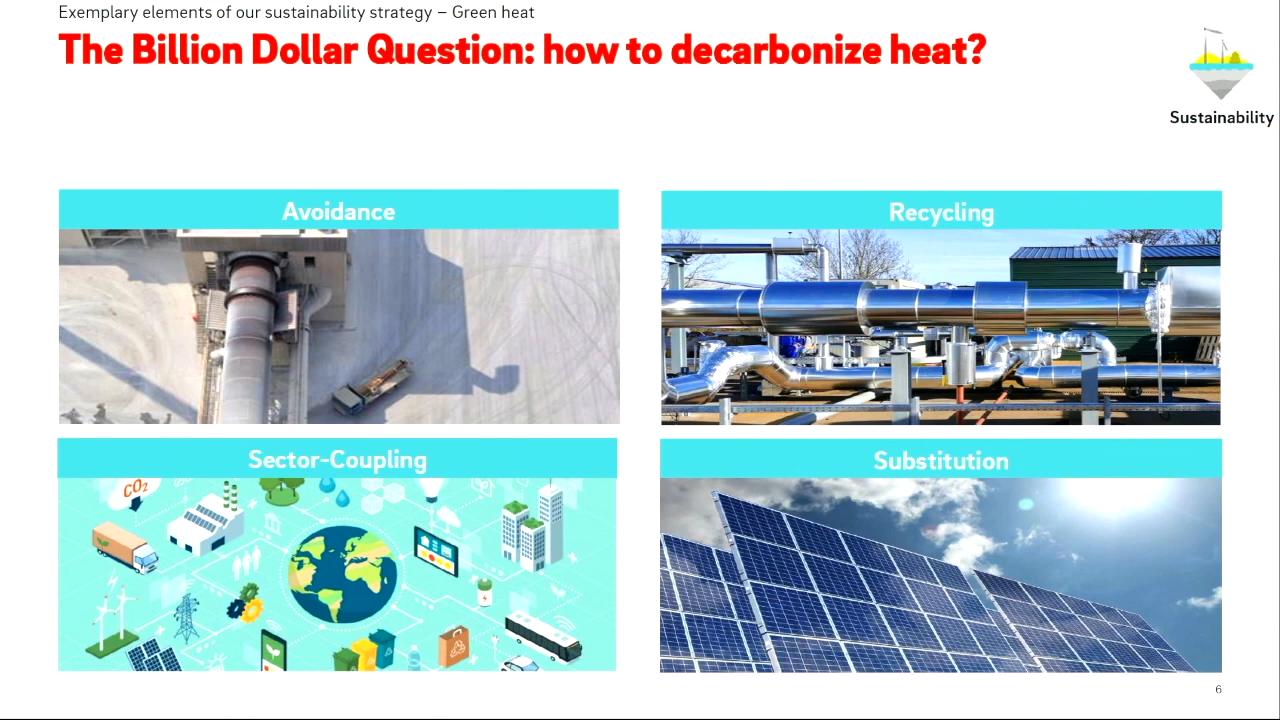 Exemplary elements of our sustainability strategy – Green heat
The Billion Dollar Question: how to decarbonize heat?
Sustainability
Avoidance
Recycling
Sector-Coupling
Substitution
CO2
6